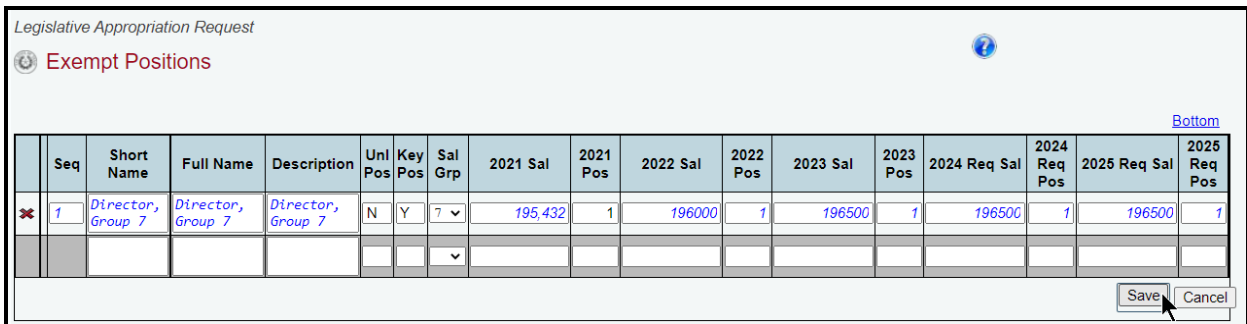 Legislative Appropriation Request
Exempt Positions
Bottom
Seq Short Name Full Name Description Unl Pos Key Pos Sal Grp 2021 Sal 2021 Pos 2022 Sal 2022 Pos 2023 Sal 2023 Pos 2024 Req Sal 2024 Req Pos 2025 Req Sal 2025 Req Pos
1 Director, Group 7 Director, Group 7 Director, Group 7 N Y 7 195,432 1 196000 1 196500 1 196500 1 196500 1
Save Cancel